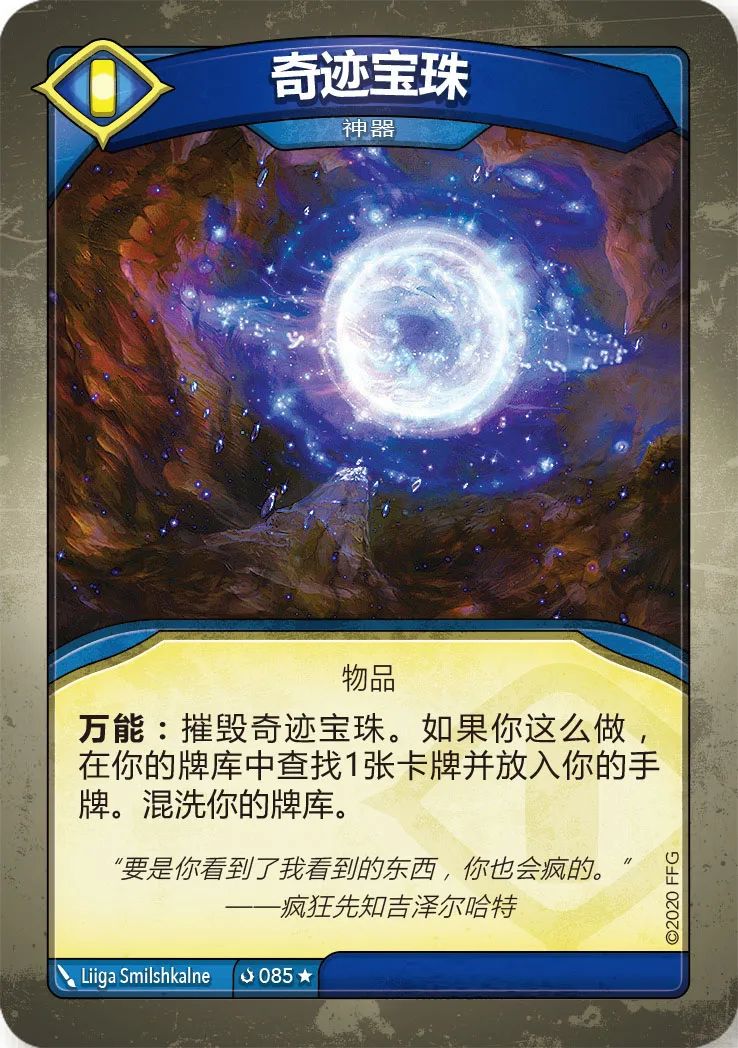 奇迹宝珠
神器
物品
万能：摧毁奇迹宝珠。如果你这么做，
在你的牌库中查找1张卡牌并放入你的手
牌。混洗你的牌库。
“要是你看到了我看到的东西，你也会疯的。”
——疯狂先知吉泽尔哈特
©2020 FFG
Liiga Smilshkalne
085